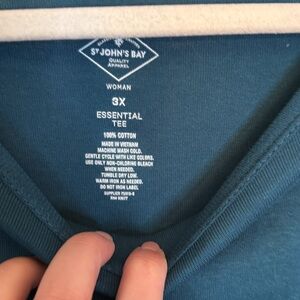 ST JOHN'S BAY
QUALITY
APPAREL
WOMAN
3X
ESSENTIAL
TEE
100% COTTON
MADE IN VIETNAM
MACHINE WASH COLD.
GENTLE CYCLE WITH LIKE COLORS.
USE ONLY NON-CHLORINE BLEACH
WHEN NEEDED.
TUMBLE DRY LOW.
WARM IRON AS NEEDED.
DO NOT IRON LABEL